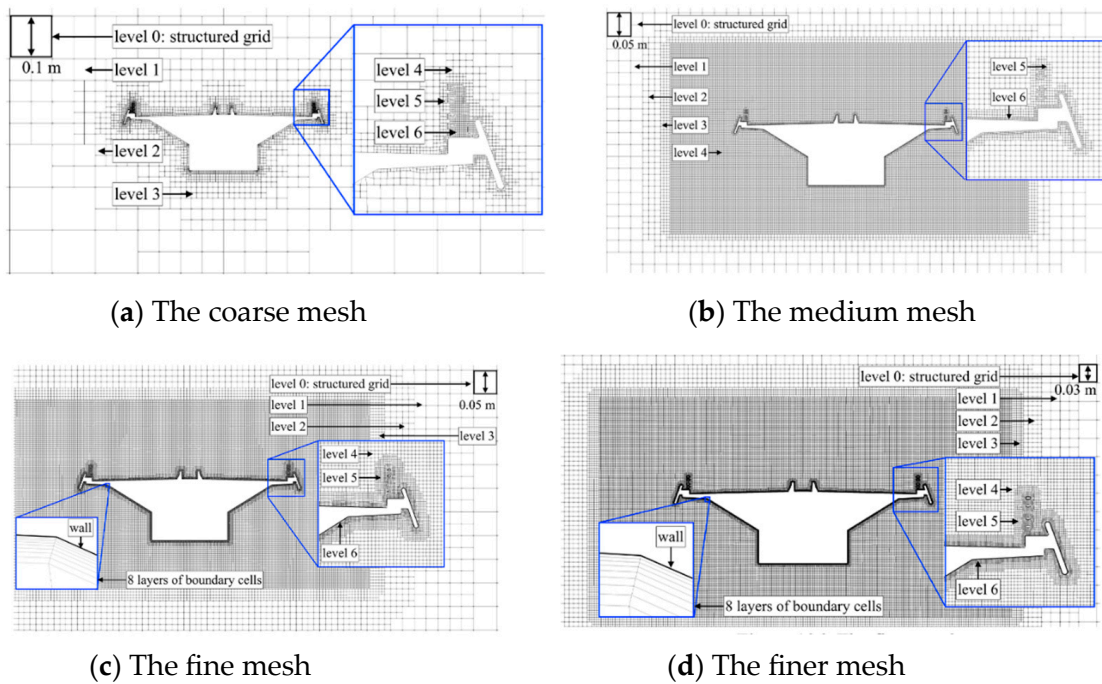 level 0: structured grid
0.1 m
level 1
level 2
level 3
level 4
level 5
level 6
(a) The coarse mesh
level 0: structured grid
0.05 m
level 1
level 2
level 3
level 4
level 5
level 6
(b) The medium mesh
level 0: structured grid
0.05 m
level 1
level 2
level 3
level 4
level 5
level 6
wall
8 layers of boundary cells
(c) The fine mesh
level 0: structured grid
0.03 m
level 1
level 2
level 3
level 4
level 5
level 6
wall
8 layers of boundary cells
(d) The finer mesh